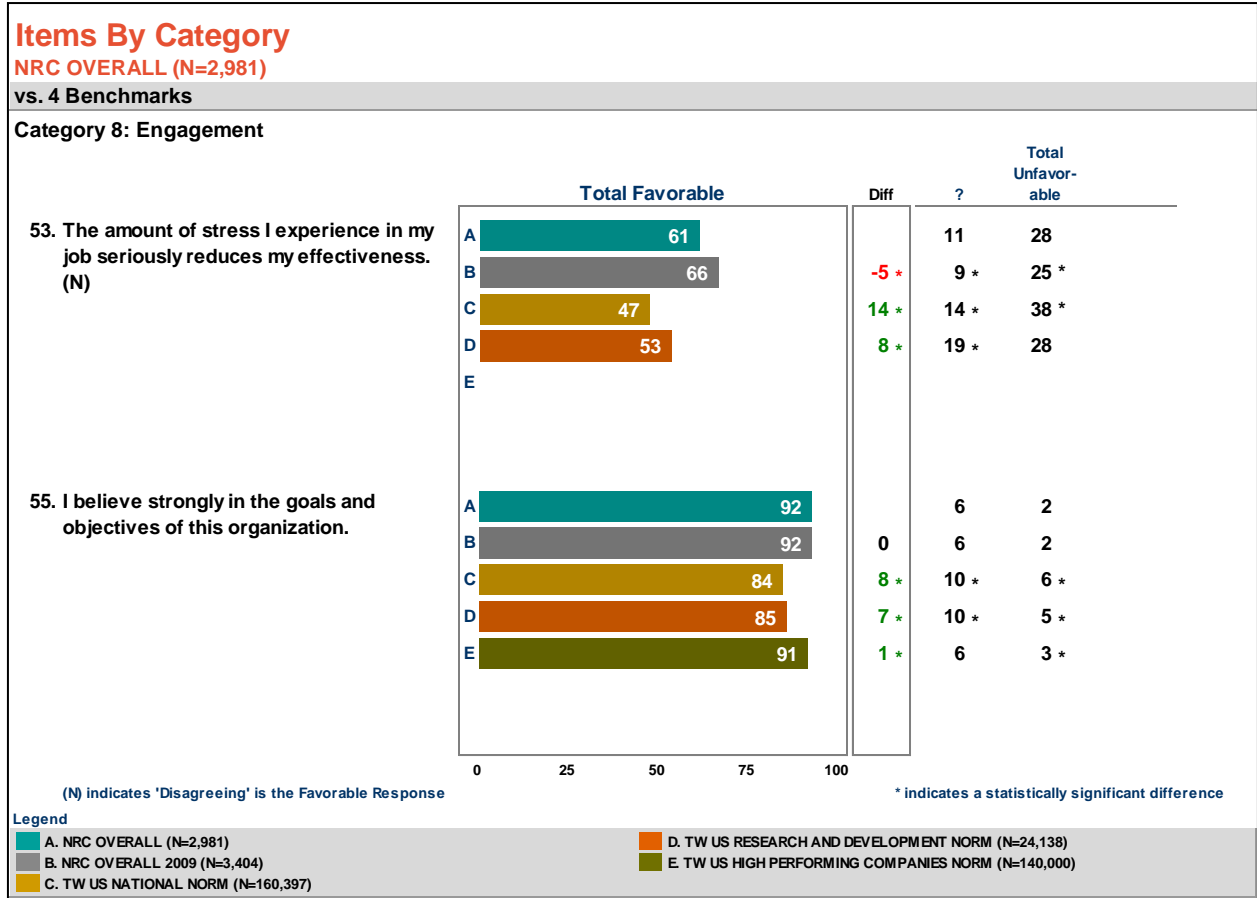 Items By Category
NRC OVERALL (N=2,981)
vs. 4 Benchmarks
Category 8: Engagement
Total Favorable Diff ? Total Unfavor- able
53. The amount of stress I experience in my
job seriously reduces my effectiveness.
(N)
A 61 11 28
B 66 -5 * 9 * 25 *
C 47 14 * 14 * 38 *
D 53 8 * 19 * 28
E
55. I believe strongly in the goals and
objectives of this organization.
A 92 6 2
B 92 0 6 2
C 84 8 * 10 * 6 *
D 85 7 * 10 * 5 *
E 91 1 * 6 3 *
0 25 50 75 100
(N) indicates 'Disagreeing' is the Favorable Response * indicates a statistically significant difference
Legend
A. NRC OVERALL (N=2,981) D. TW US RESEARCH AND DEVELOPMENT NORM (N=24,138)
B. NRC OVERALL 2009 (N=3,404) E. TW US HIGH PERFORMING COMPANIES NORM (N=140,000)
C. TW US NATIONAL NORM (N=160,397)